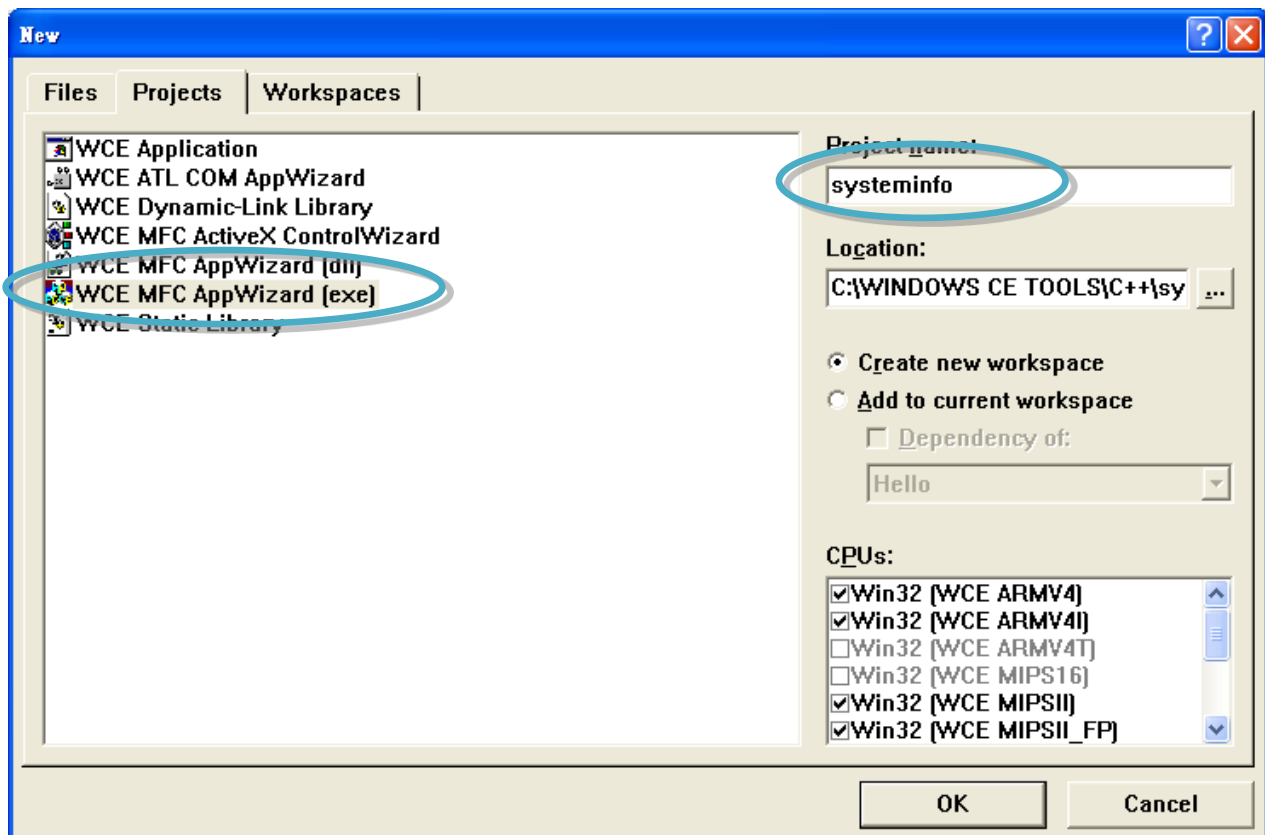 New
Files Projects Workspaces
WCE Application
WCE ATL COM AppWizard
WCE Dynamic-Link Library
WCE MFC ActiveX ControlWizard
WCE MFC AppWizard (dll)
WCE MFC AppWizard (exe)
WCE Static Library
Project name:
systeminfo
Location:
C:\WINDOWS CE TOOLS\C++\sy ...
Create new workspace
Add to current workspace
Dependency of:
Hello
CPUs:
Win32 (WCE ARMV4)
Win32 (WCE ARMV4I)
Win32 (WCE ARMV4T)
Win32 (WCE MIPS16)
Win32 (WCE MIPSII)
Win32 (WCE MIPSII_FP)
OK Cancel